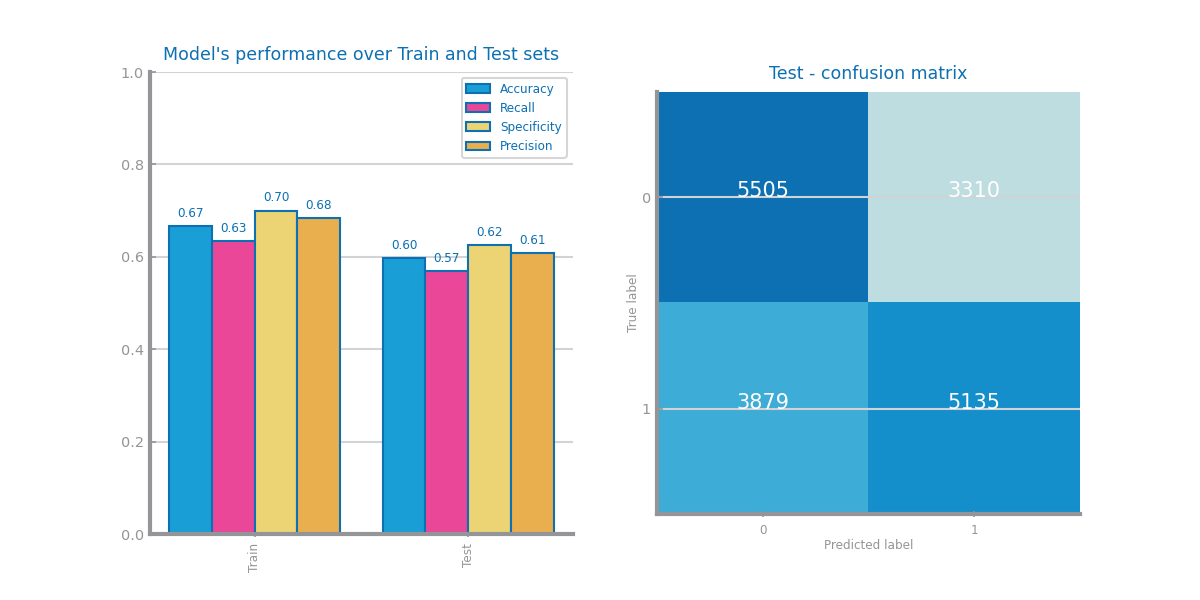 Model's performance over Train and Test sets
1.0
0.8
0.6
0.4
0.2
0.0
Accuracy
Recall
Specificity
Precision
0.67
0.63
0.70
0.68
0.60
0.57
0.62
0.61
Train
Test
Test - confusion matrix
True label
0
1
5505
3310
3879
5135
0
1
Predicted label